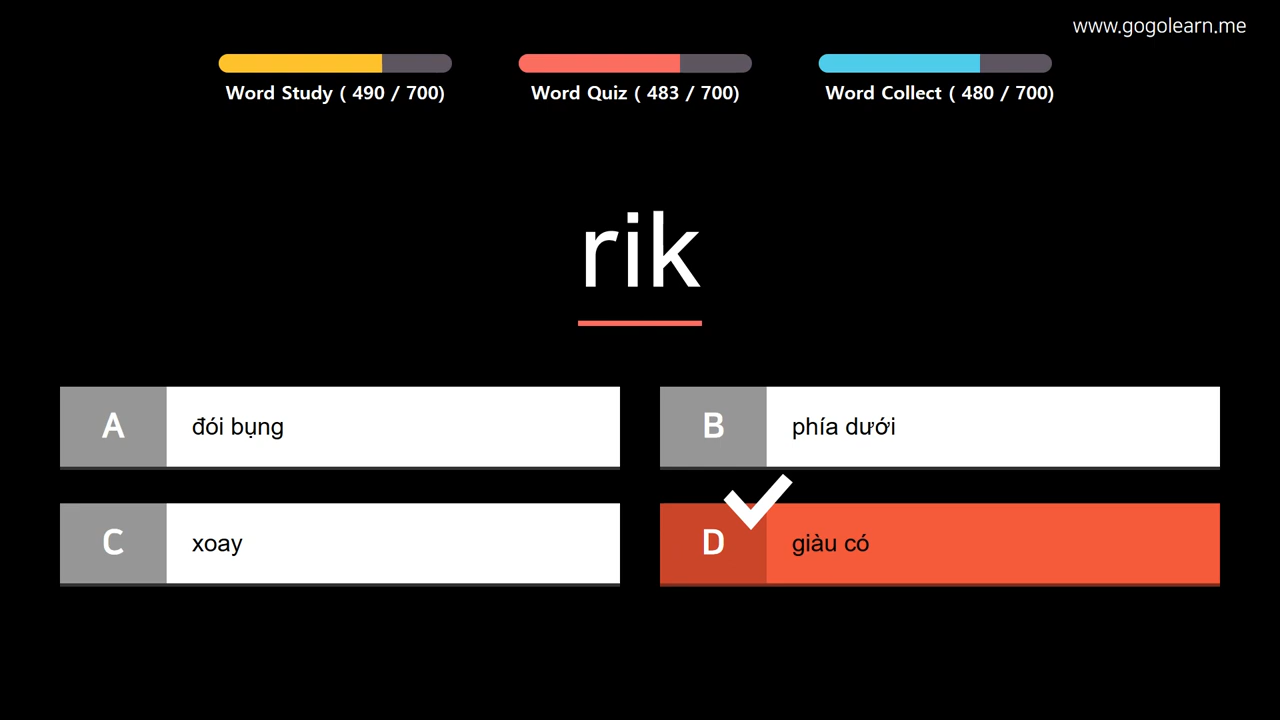 www.gogolearn.me
Word Study ( 490 / 700)
Word Quiz ( 483 / 700)
Word Collect ( 480 / 700)
rik
A đói bụng
B phía dưới
C xoay
D giàu có